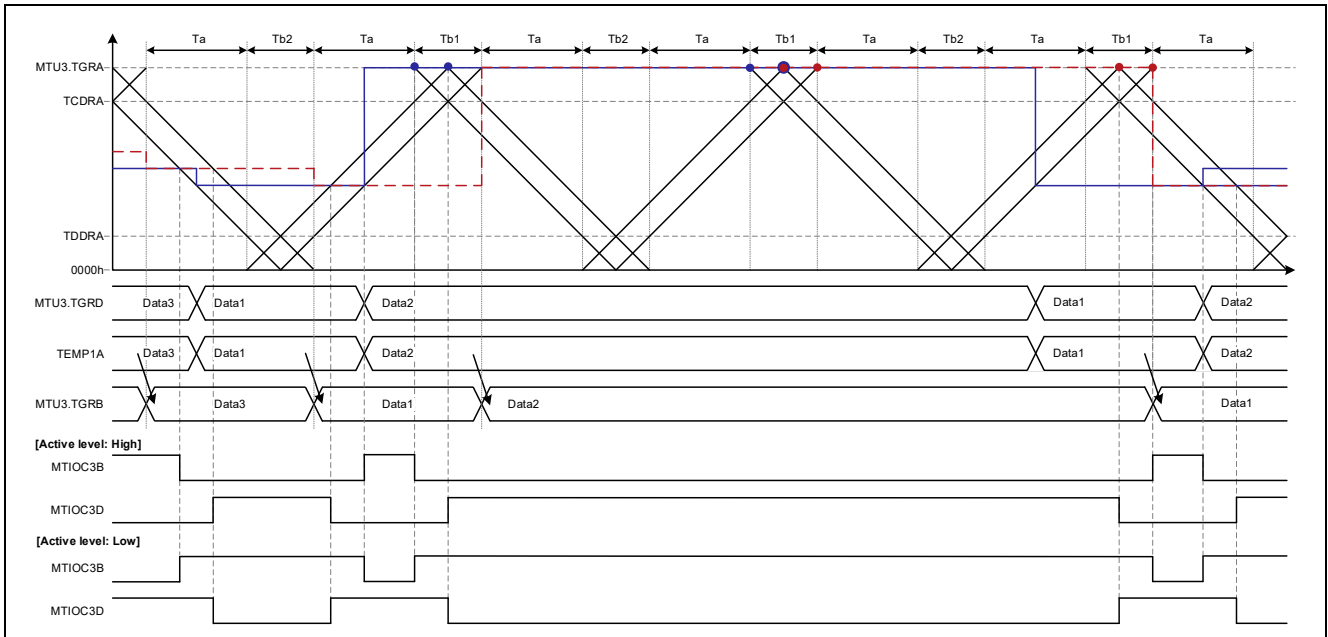 Ta Tb2 Ta Tb1 Ta Tb2 Ta Tb1 Ta Tb2 Ta Tb1 Ta
MTU3.TGRA
TCDRA
TDDRA
0000h
MTU3.TGRD Data3 Data1 Data2 Data1 Data2
TEMP1A Data3 Data1 Data2 Data1 Data2
MTU3.TGRB Data3 Data1 Data2 Data1
[Active level: High]
MTIOC3B
MTIOC3D
[Active level: Low]
MTIOC3B
MTIOC3D